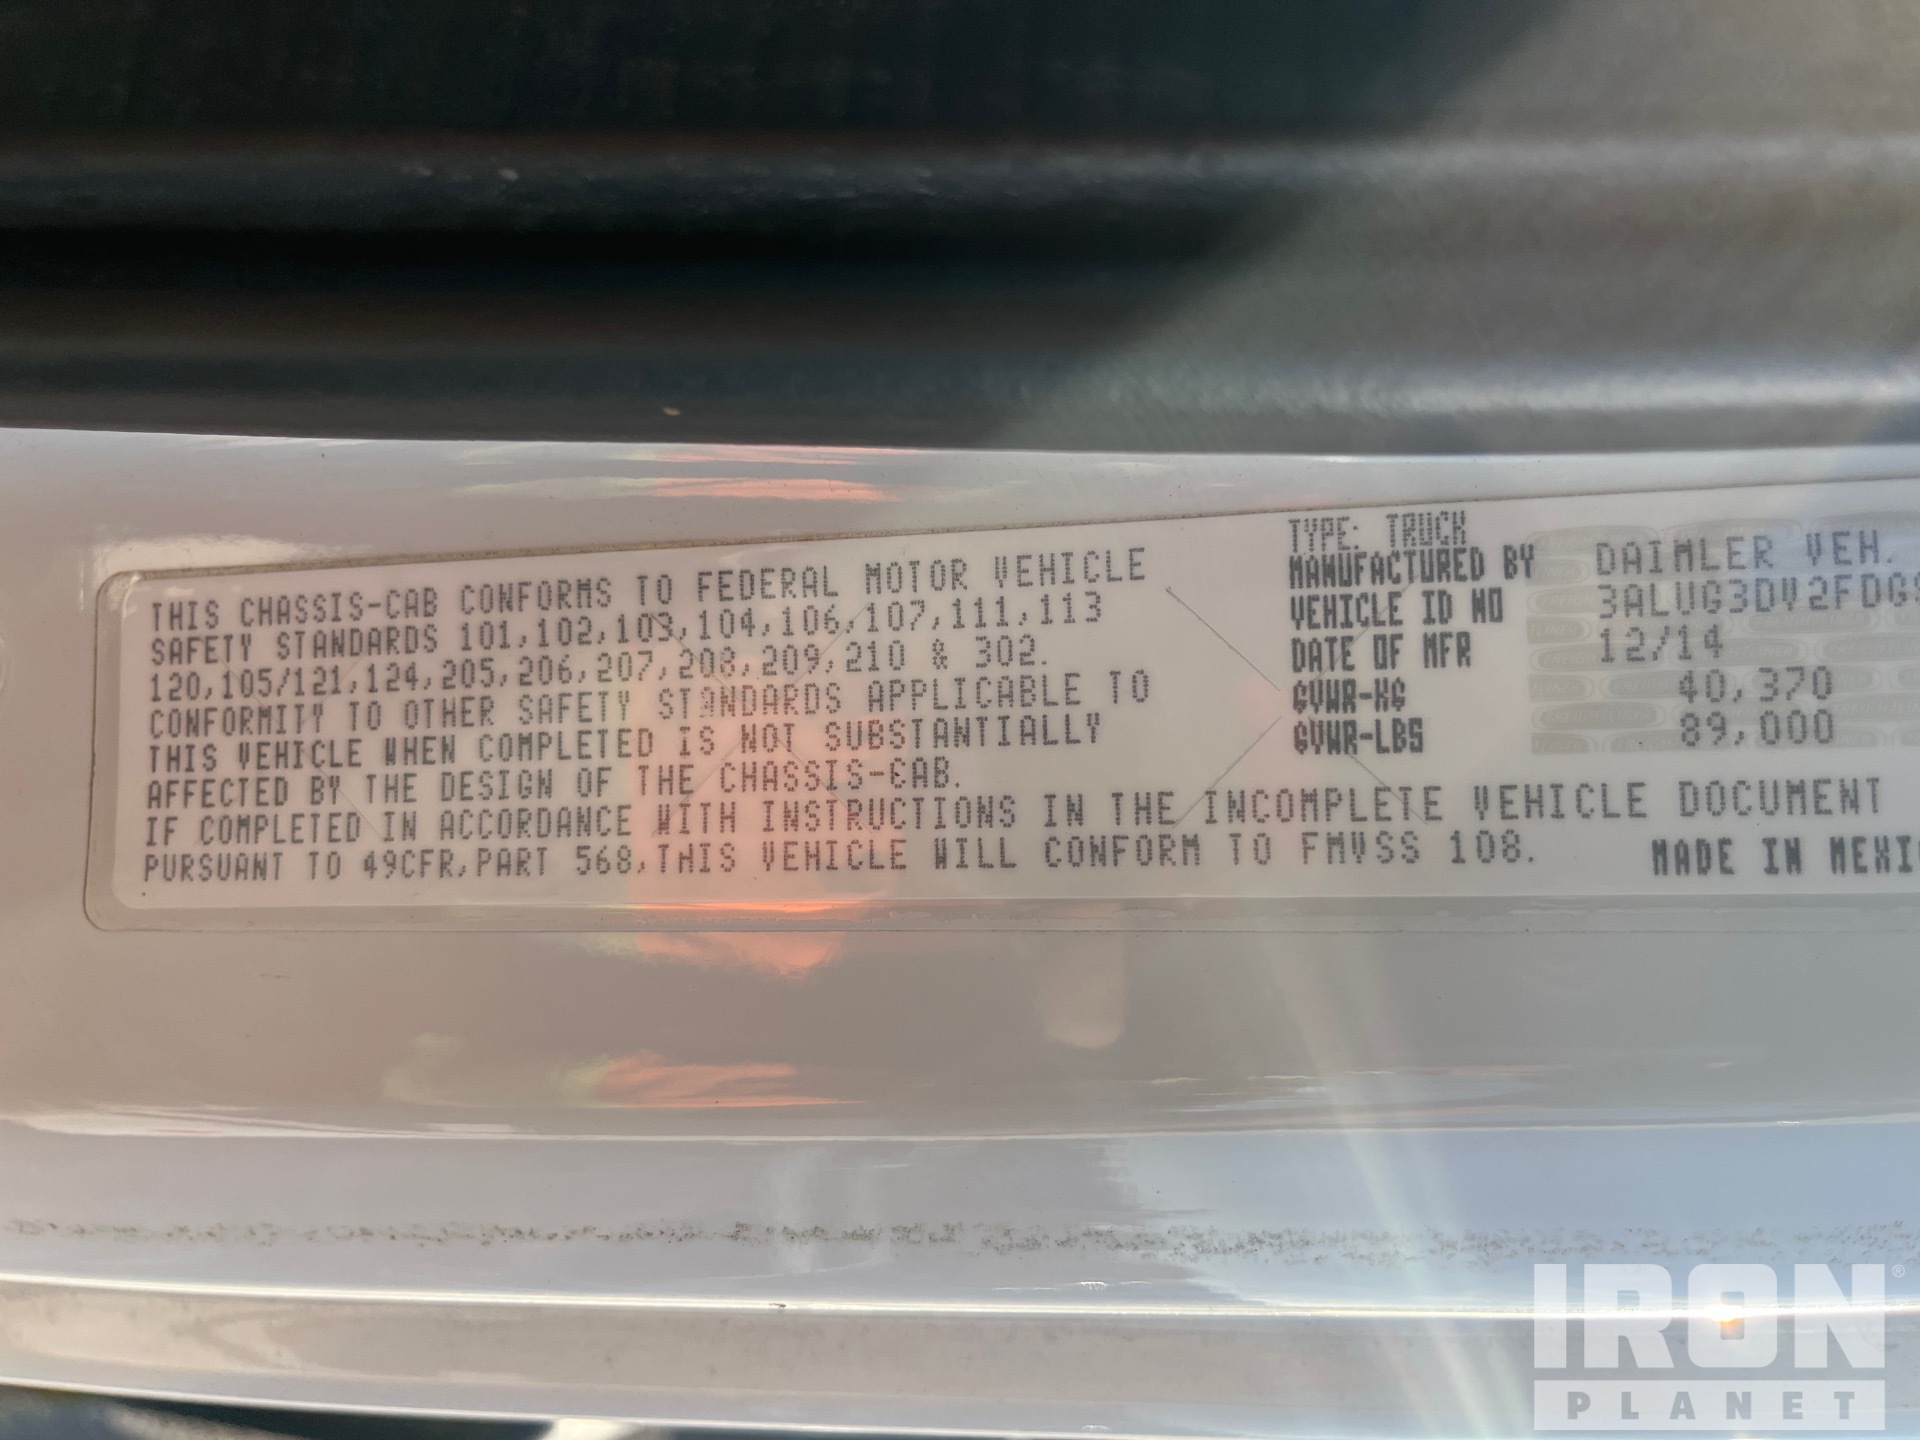 THIS CHASSIS-CAB CONFORMS TO FEDERAL MOTOR VEHICLE
SAFETY STANDARDS 101,102,103,104,106,107,111,113
120,105/121,124,205,206,207,208,209,210 & 302.
CONFORMITY TO OTHER SAFETY STANDARDS APPLICABLE TO
THIS VEHICLE WHEN COMPLETED IS NOT SUBSTANTIALLY
AFFECTED BY THE DESIGN OF THE CHASSIS-CAB.
IF COMPLETED IN ACCORDANCE WITH INSTRUCTIONS IN THE INCOMPLETE VEHICLE DOCUMENT
PURSUANT TO 49CFR,PART 568,THIS VEHICLE WILL CONFORM TO FMVSS 108.
TYPE: TRUCK
MANUFACTURED BY DAIMLER VEH.
VEHICLE ID NO 3ALUG3DV2FDG
DATE OF MFR 12/14
GVWR-KG 40,370
GVWR-LBS 89,000
MADE IN MEXI
IRON ®
PLANET